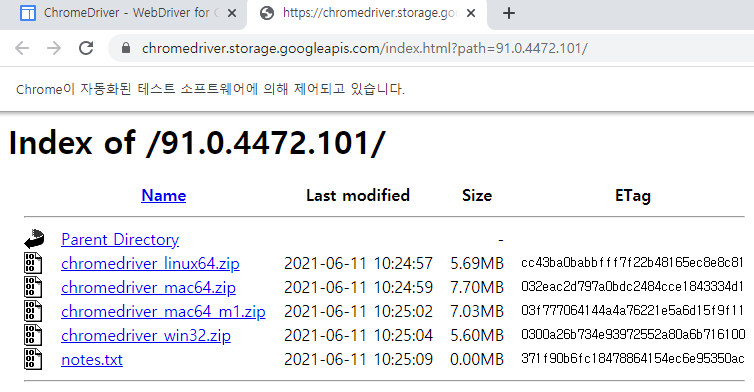 ChromeDriver - WebDriver for C
https://chromedriver.storage.goo
chromedriver.storage.googleapis.com/index.html?path=91.0.4472.101/
Chrome이 자동화된 테스트 소프트웨어에 의해 제어되고 있습니다.
Index of /91.0.4472.101/
Name Last modified Size ETag
Parent Directory -
chromedriver_linux64.zip 2021-06-11 10:24:57 5.69MB cc43ba0babbfff7f22b48165ec8e8c81
chromedriver_mac64.zip 2021-06-11 10:24:59 7.70MB 032eac2d797a0bdc2484cce1843334d1
chromedriver_mac64_m1.zip 2021-06-11 10:25:02 7.03MB 03f777064144a4a76221e5a6d15f9f11
chromedriver_win32.zip 2021-06-11 10:25:04 5.60MB 0300a26b734e93972552a80a6b716100
notes.txt 2021-06-11 10:25:09 0.00MB 371f90b6fc18478864154ec6e95350ac